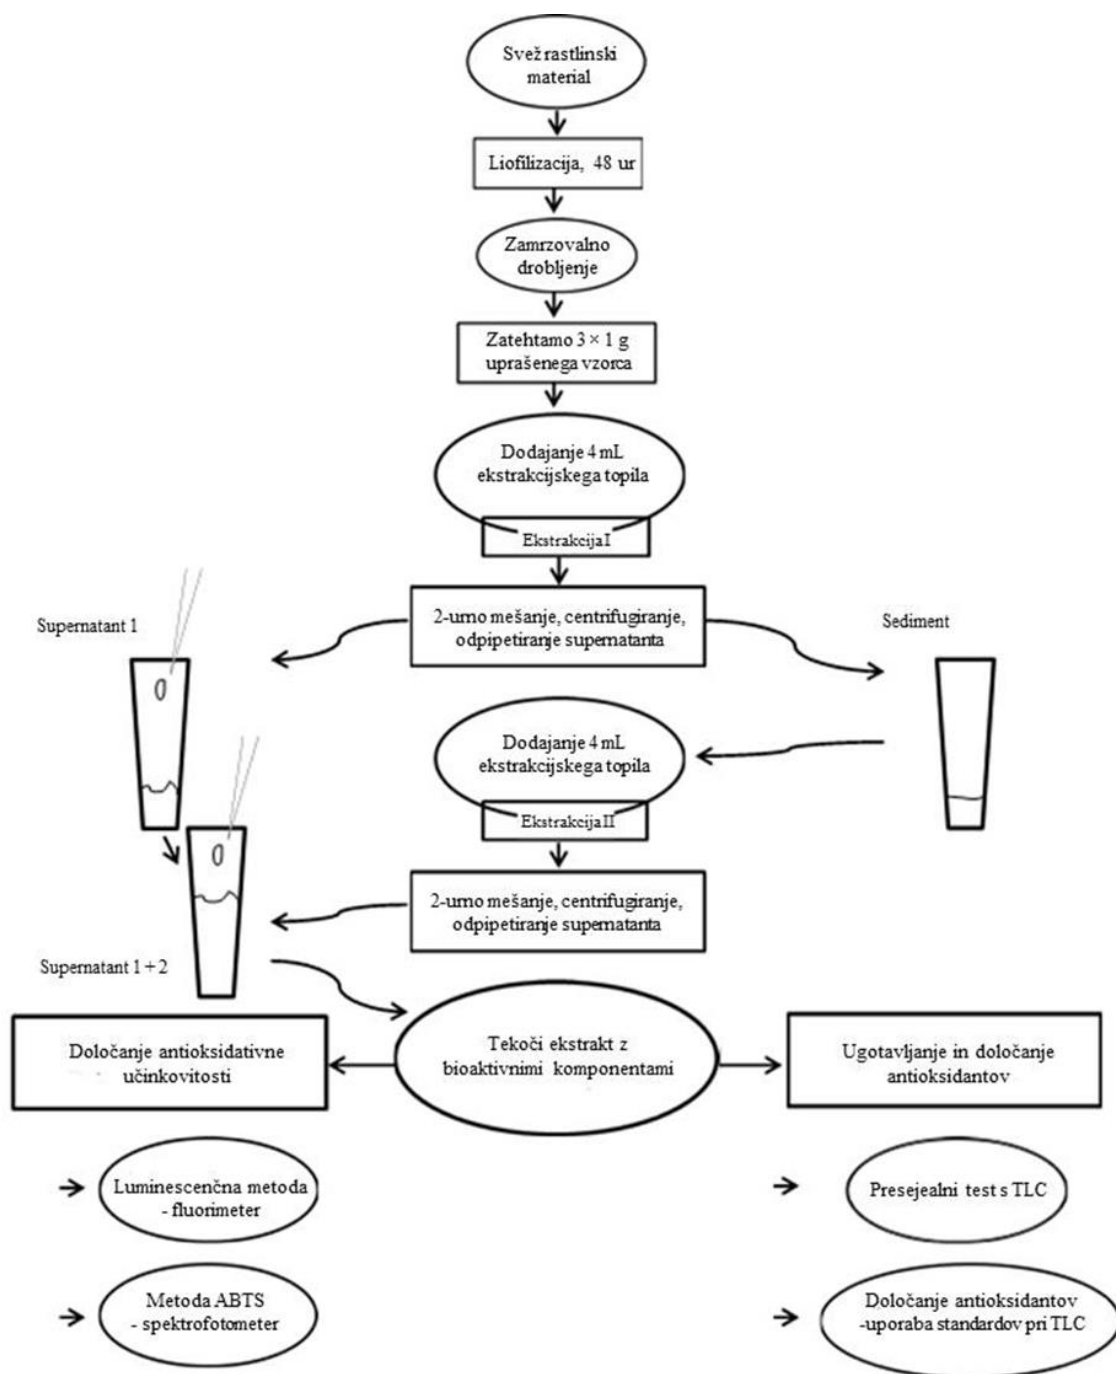 Svež rastlinski
material
Liofilizacija, 48 ur
Zamrzovalno
drobljenje
Zatehtamo 3 × 1 g
uprašenega vzorca
Dodajanje 4 mL
ekstrakcijskega topila
Ekstrakcija I
2-urno mešanje, centrifugiranje,
odpipetiranje supernatanta
Supernatant 1
Sediment
Dodajanje 4 mL
ekstrakcijskega topila
Ekstrakcija II
2-urno mešanje, centrifugiranje,
odpipetiranje supernatanta
Supernatant 1 + 2
Tekoči ekstrakt z
bioaktivnimi komponentami
Določanje antioksidativne
učinkovitosti
Ugotavljanje in določanje
antioksidantov
Luminescenčna metoda
- fluorimeter
Presejealni test s TLC
Metoda ABTS
- spektrofotometer
Določanje antioksidantov
-uporaba standardov pri TLC